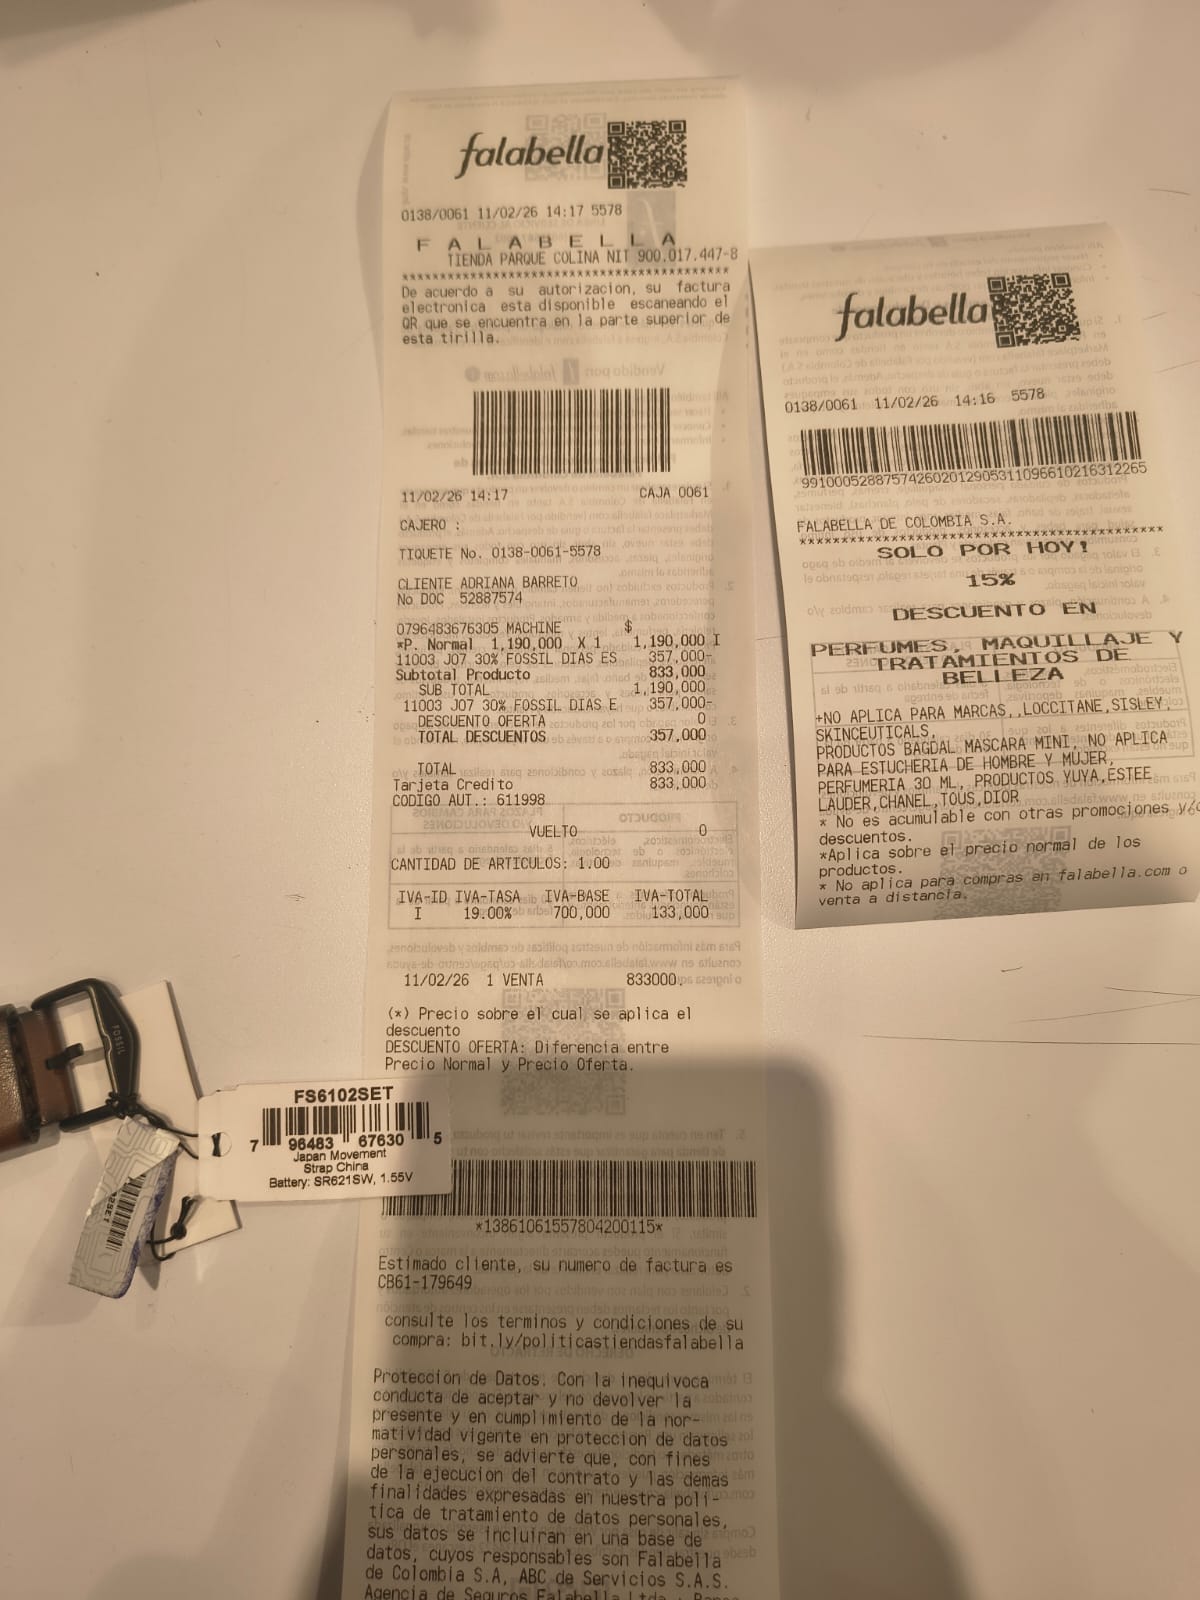 falabella
0138/0061 11/02/26 14:17 5578
F A L A B E L L A
TIENDA PARQUE COLINA NIT 900.017.447-8
******************************************
De acuerdo a su autorizacion, su factura
electronica esta disponible escaneando el
QR que se encuentra en la parte superior de
esta tirilla.
11/02/26 14:17 CAJA 0061
CAJERO :
TIQUETE No. 0138-0061-5578
CLIENTE ADRIANA BARRETO
No DOC 52887574
0796483676305 MACHINE $
*P. Normal 1,190,000 X 1 1,190,000 I
11003 J07 30% FOSSIL DIAS ES 357,000-
Subtotal Producto 833,000
SUB TOTAL 1,190,000
11003 J07 30% FOSSIL DIAS E 357,000-
DESCUENTO OFERTA 0
TOTAL DESCUENTOS 357,000
TOTAL 833,000
Tarjeta Credito 833,000
CODIGO AUT.: 611998
VUELTO 0
CANTIDAD DE ARTICULOS: 1.00
IVA-ID IVA-TASA IVA-BASE IVA-TOTAL
I 19.00% 700,000 133,000
11/02/26 1 VENTA 833000
(*) Precio sobre el cual se aplica el
descuento
DESCUENTO OFERTA: Diferencia entre
Precio Normal y Precio Oferta.
*13861061557804200115*
Estimado cliente, su numero de factura es
CB61-179649
consulte los terminos y condiciones de su
compra: bit.ly/politicastiendasfalabella
Protección de Datos. Con la inequivoca
conducta de aceptar y no devolver la
presente y en cumplimiento de la nor-
matividad vigente en proteccion de datos
personales, se advierte que, con fines
de la ejecucion del contrato y las demas
finalidades expresadas en nuestra poli-
tica de tratamiento de datos personales,
sus datos se incluiran en una base de
datos, cuyos responsables son Falabella
de Colombia S.A, ABC de Servicios S.A.S.
Agencia de Seguros Falabella Ltda.
falabella
0138/0061 11/02/26 14:16 5578
9910005288757426020129053110966102163122​65
FALABELLA DE COLOMBIA S.A.
******************************************
SOLO POR HOY!
15%
DESCUENTO EN
PERFUMES, MAQUILLAJE Y
TRATAMIENTOS DE
BELLEZA
+NO APLICA PARA MARCAS,,LOCCITANE,SISLEY,
SKINCEUTICALS,
PRODUCTOS BAGDAL MASCARA MINI, NO APLICA
PARA ESTUCHERIA DE HOMBRE Y MUJER,
PERFUMERIA 30 ML, PRODUCTOS YUYA,ESTEE
LAUDER,CHANEL,TOUS,DIOR
* No es acumulable con otras promociones y/o
descuentos.
*Aplica sobre el precio normal de los
productos.
* No aplica para compras en falabella.com o
venta a distancia.
FOSSIL
FS6102SET
7 96483 67630 5
Japan Movement
Strap China
Battery: SR621SW, 1.55V